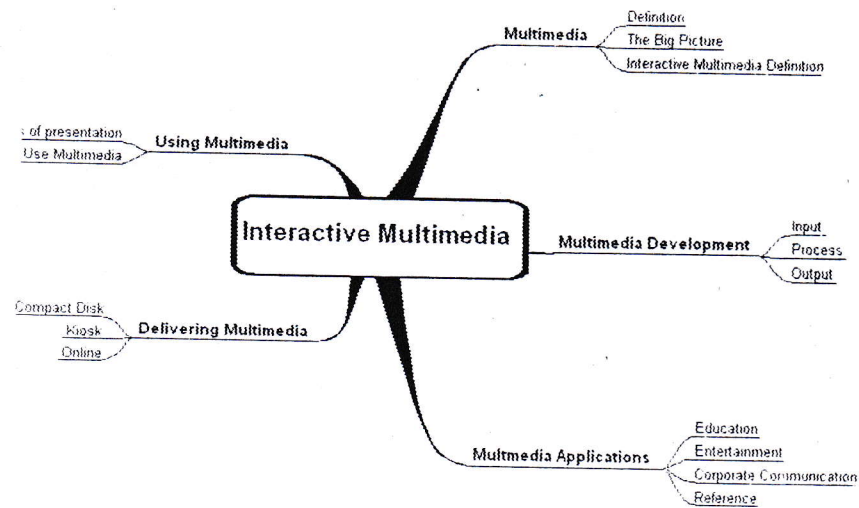 Interactive Multimedia
Multimedia
Definition
The Big Picture
Interactive Multimedia Definition
Multimedia Development
Input
Process
Output
Multmedia Applications
Education
Entertainment
Corporate Communication
Reference
Using Multimedia
of presentation
Use Multimedia
Delivering Multimedia
Compact Disk
Kiosk
Online